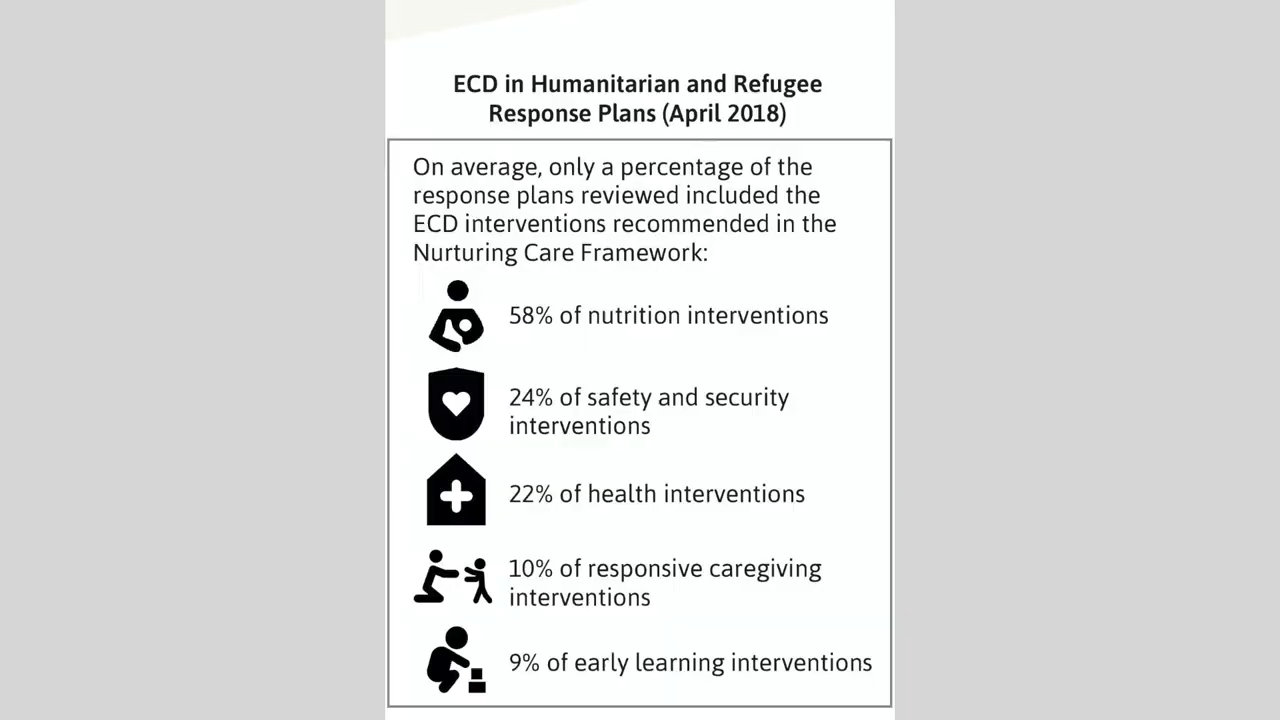 ECD in Humanitarian and Refugee
Response Plans (April 2018)
On average, only a percentage of the
response plans reviewed included the
ECD interventions recommended in the
Nurturing Care Framework:
58% of nutrition interventions
24% of safety and security
interventions
22% of health interventions
10% of responsive caregiving
interventions
9% of early learning interventions